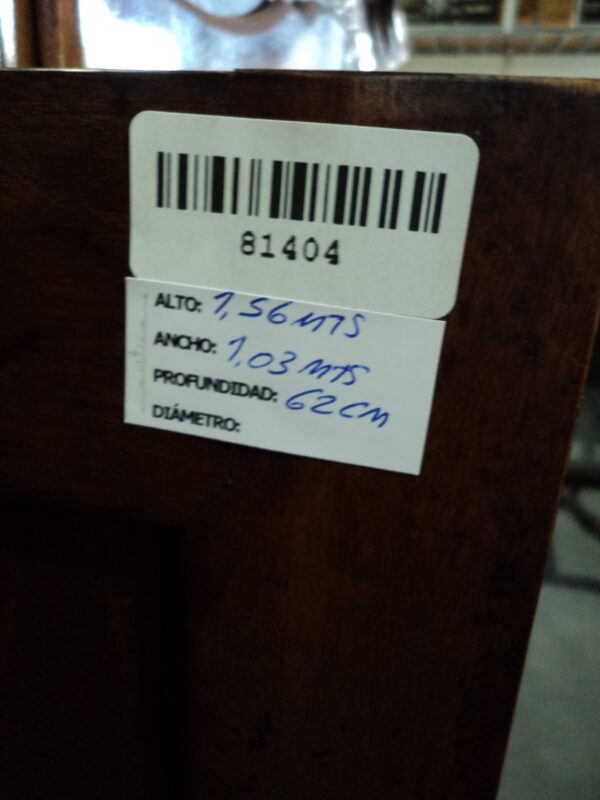 81404
ALTO: 1,56 MTS
ANCHO: 1,03 MTS
PROFUNDIDAD: 62 CM
DIÁMETRO: